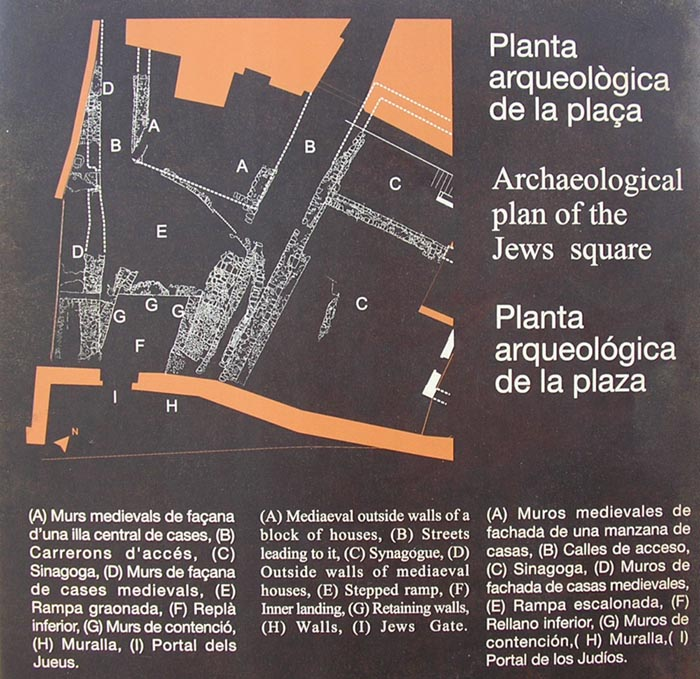 Planta
arqueològica
de la plaça
Archaeological
plan of the
Jews square
Planta
arqueológica
de la plaza
D
B
A
A
B
C
E
D
G
G
G
C
F
I
H
N
(A) Murs medievals de façana
d'una illa central de cases, (B)
Carrerons d'accés, (C)
Sinagoga, (D) Murs de façana
de cases medievals, (E)
Rampa graonada, (F) Replà
inferior, (G) Murs de contenció,
(H) Muralla, (I) Portal dels
Jueus.
(A) Mediaeval outside walls of a
block of houses, (B) Streets
leading to it, (C) Synagogue, (D)
Outside walls of mediaeval
houses, (E) Stepped ramp, (F)
Inner landing, (G) Retaining walls,
(H) Walls, (I) Jews Gate.
(A) Muros medievales de
fachada de una manzana de
casas, (B) Calles de acceso,
(C) Sinagoga, (D) Muros de
fachada de casas medievales,
(E) Rampa escalonada, (F)
Rellano inferior, (G) Muros de
contención,( H) Muralla,( I)
Portal de los Judíos.